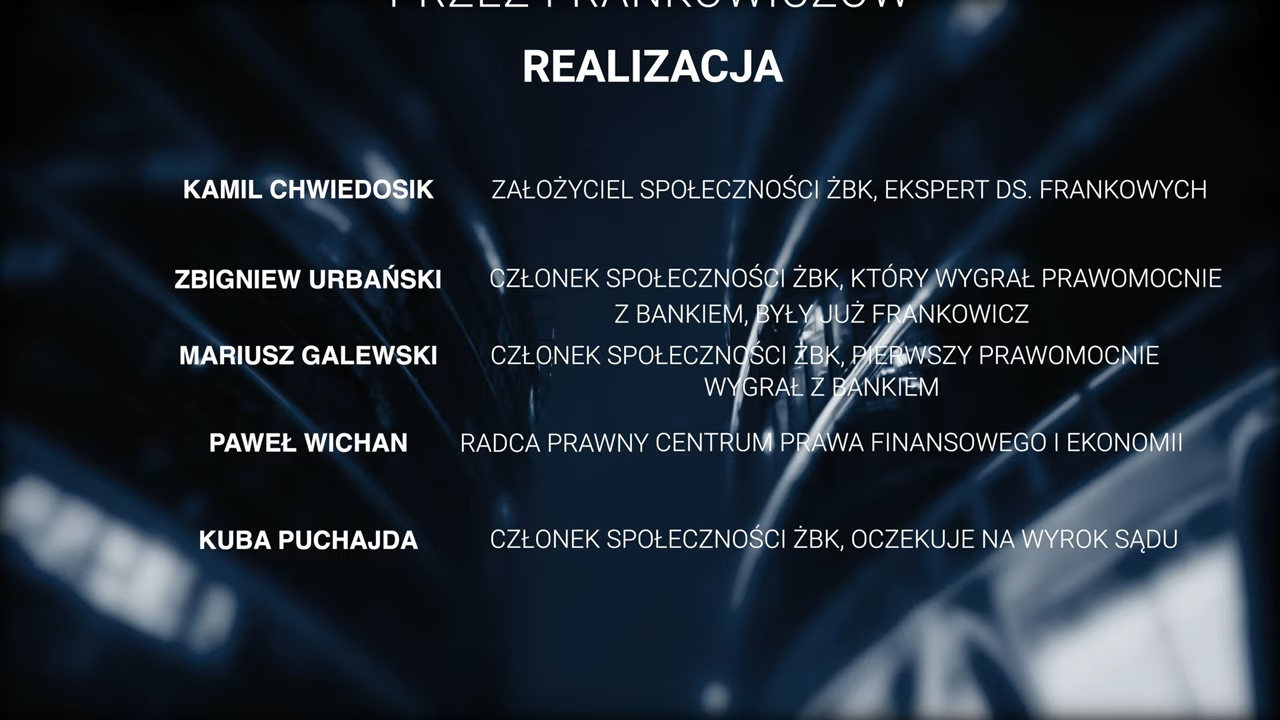 PRZEZ FRANKOWICZÓW
REALIZACJA
KAMIL CHWIEDOSIK ZAŁOŻYCIEL SPOŁECZNOŚCI ŻBK, EKSPERT DS. FRANKOWYCH
ZBIGNIEW URBAŃSKI CZŁONEK SPOŁECZNOŚCI ŻBK, KTÓRY WYGRAŁ PRAWOMOCNIE
Z BANKIEM, BYŁY JUŻ FRANKOWICZ
MARIUSZ GALEWSKI CZŁONEK SPOŁECZNOŚCI ŻBK, PIERWSZY PRAWOMOCNIE
WYGRAŁ Z BANKIEM
PAWEŁ WICHAN RADCA PRAWNY CENTRUM PRAWA FINANSOWEGO I EKONOMII
KUBA PUCHAJDA CZŁONEK SPOŁECZNOŚCI ŻBK, OCZEKUJE NA WYROK SĄDU